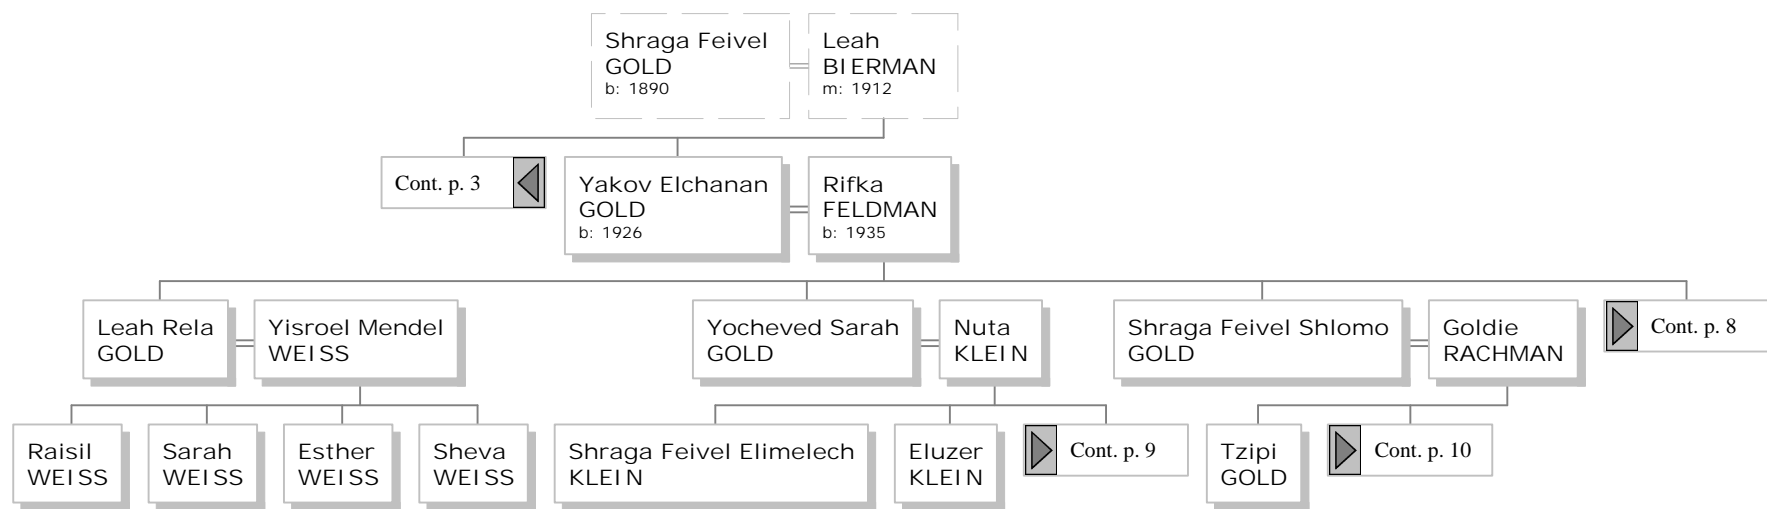 Shraga Feivel
GOLD
b: 1890
Leah
BIERMAN
m: 1912
Cont. p. 3
Yakov Elchanan
GOLD
b: 1926
Rifka
FELDMAN
b: 1935
Leah Rela
GOLD
Yisroel Mendel
WEISS
Yocheved Sarah
GOLD
Nuta
KLEIN
Shraga Feivel Shlomo
GOLD
Goldie
RACHMAN
Cont. p. 8
Raisil
WEISS
Sarah
WEISS
Esther
WEISS
Sheva
WEISS
Shraga Feivel Elimelech
KLEIN
Eluzer
KLEIN
Cont. p. 9
Tzipi
GOLD
Cont. p. 10